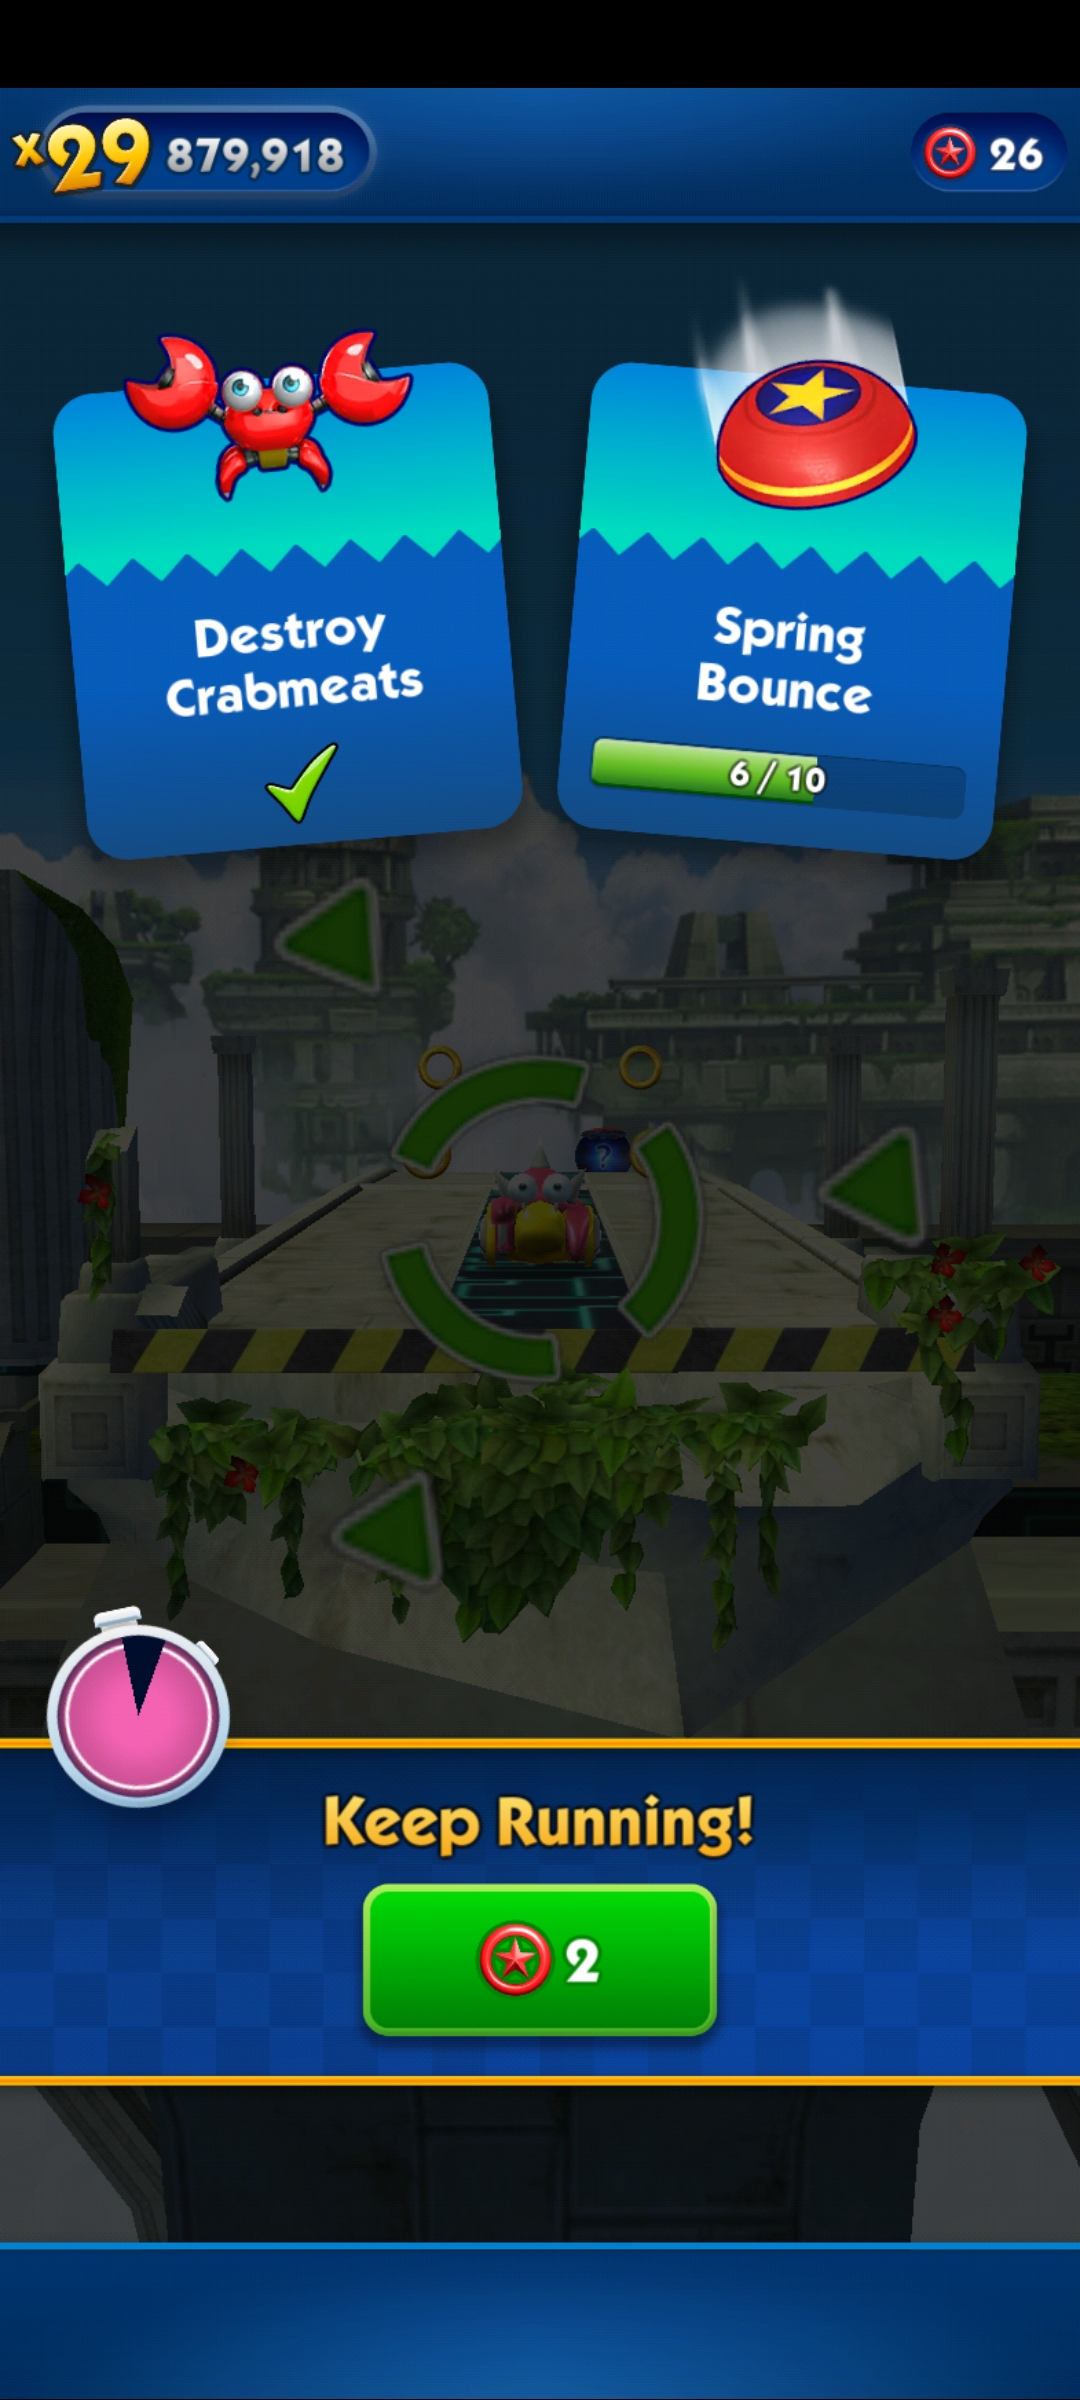 x29 879,918
26
Destroy
Crabmeats
Spring
Bounce
6 / 10
?
Keep Running!
2